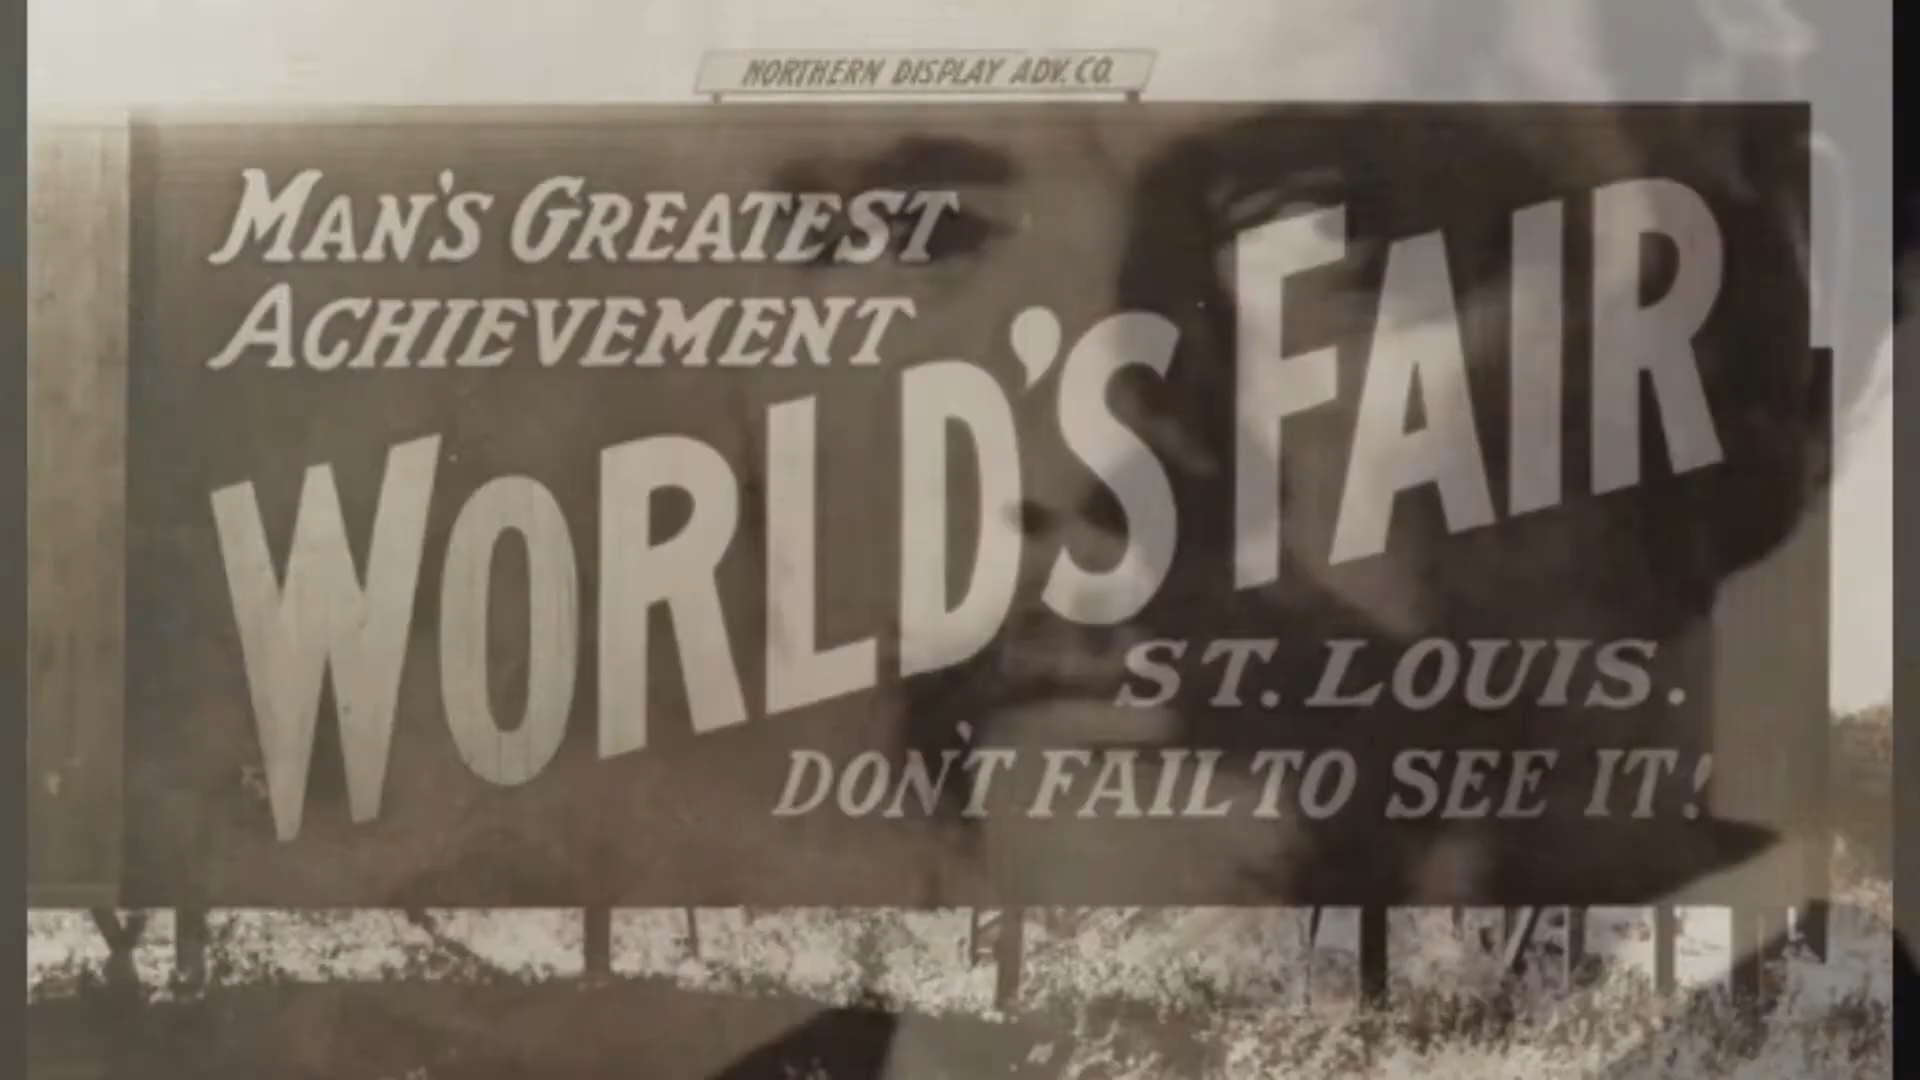 NORTHERN DISPLAY ADV. CO.
MAN'S GREATEST
ACHIEVEMENT
WORLD'S FAIR
ST. LOUIS.
DON'T FAIL TO SEE IT!